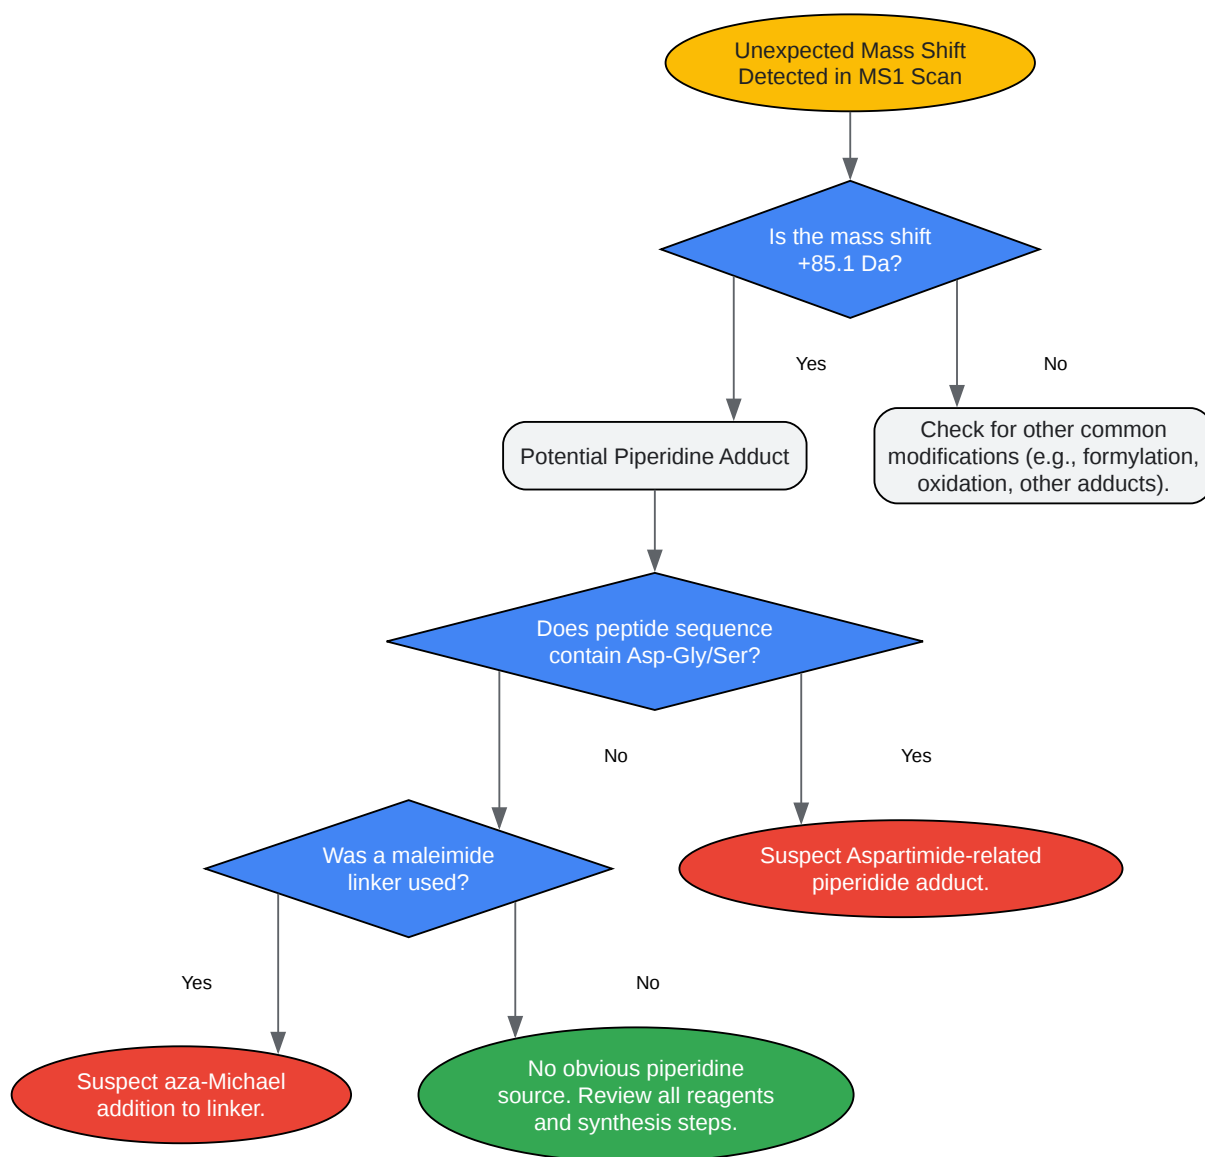 Unexpected Mass Shift
Detected in MS1 Scan
Is the mass shift
+85.1 Da?
Yes
No
Potential Piperidine Adduct
Check for other common
modifications (e.g., formylation,
oxidation, other adducts).
Does peptide sequence
contain Asp-Gly/Ser?
No
Yes
Was a maleimide
linker used?
Suspect Aspartimide-related
piperidide adduct.
Yes
No
Suspect aza-Michael
addition to linker.
No obvious piperidine
source. Review all reagents
and synthesis steps.